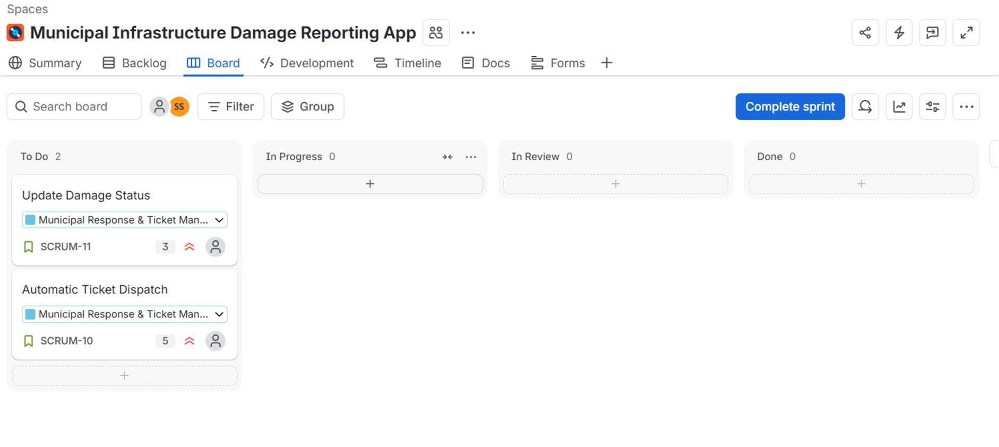 Spaces
Municipal Infrastructure Damage Reporting App
Summary Backlog Board Development Timeline Docs Forms
Search board SS Filter Group Complete sprint
To Do 2 In Progress 0 In Review 0 Done 0
Update Damage Status
Municipal Response & Ticket Man...
SCRUM-11 3
Automatic Ticket Dispatch
Municipal Response & Ticket Man...
SCRUM-10 5